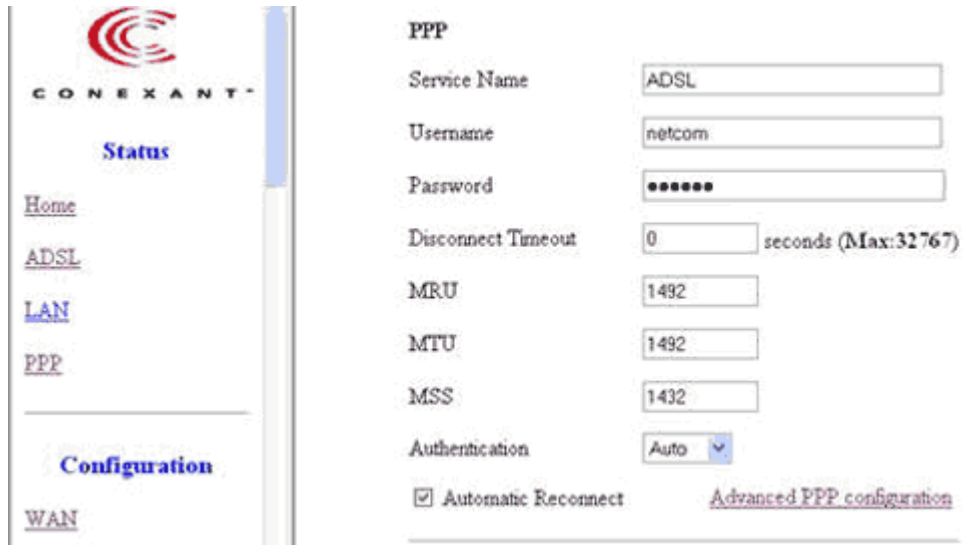 CONEXANT
Status
Home
ADSL
LAN
PPP
Configuration
WAN
PPP
Service Name ADSL
Username netcom
Password ●●●●●●
Disconnect Timeout 0 seconds (Max:32767)
MRU 1492
MTU 1492
MSS 1432
Authentication Auto
Automatic Reconnect Advanced PPP configuration